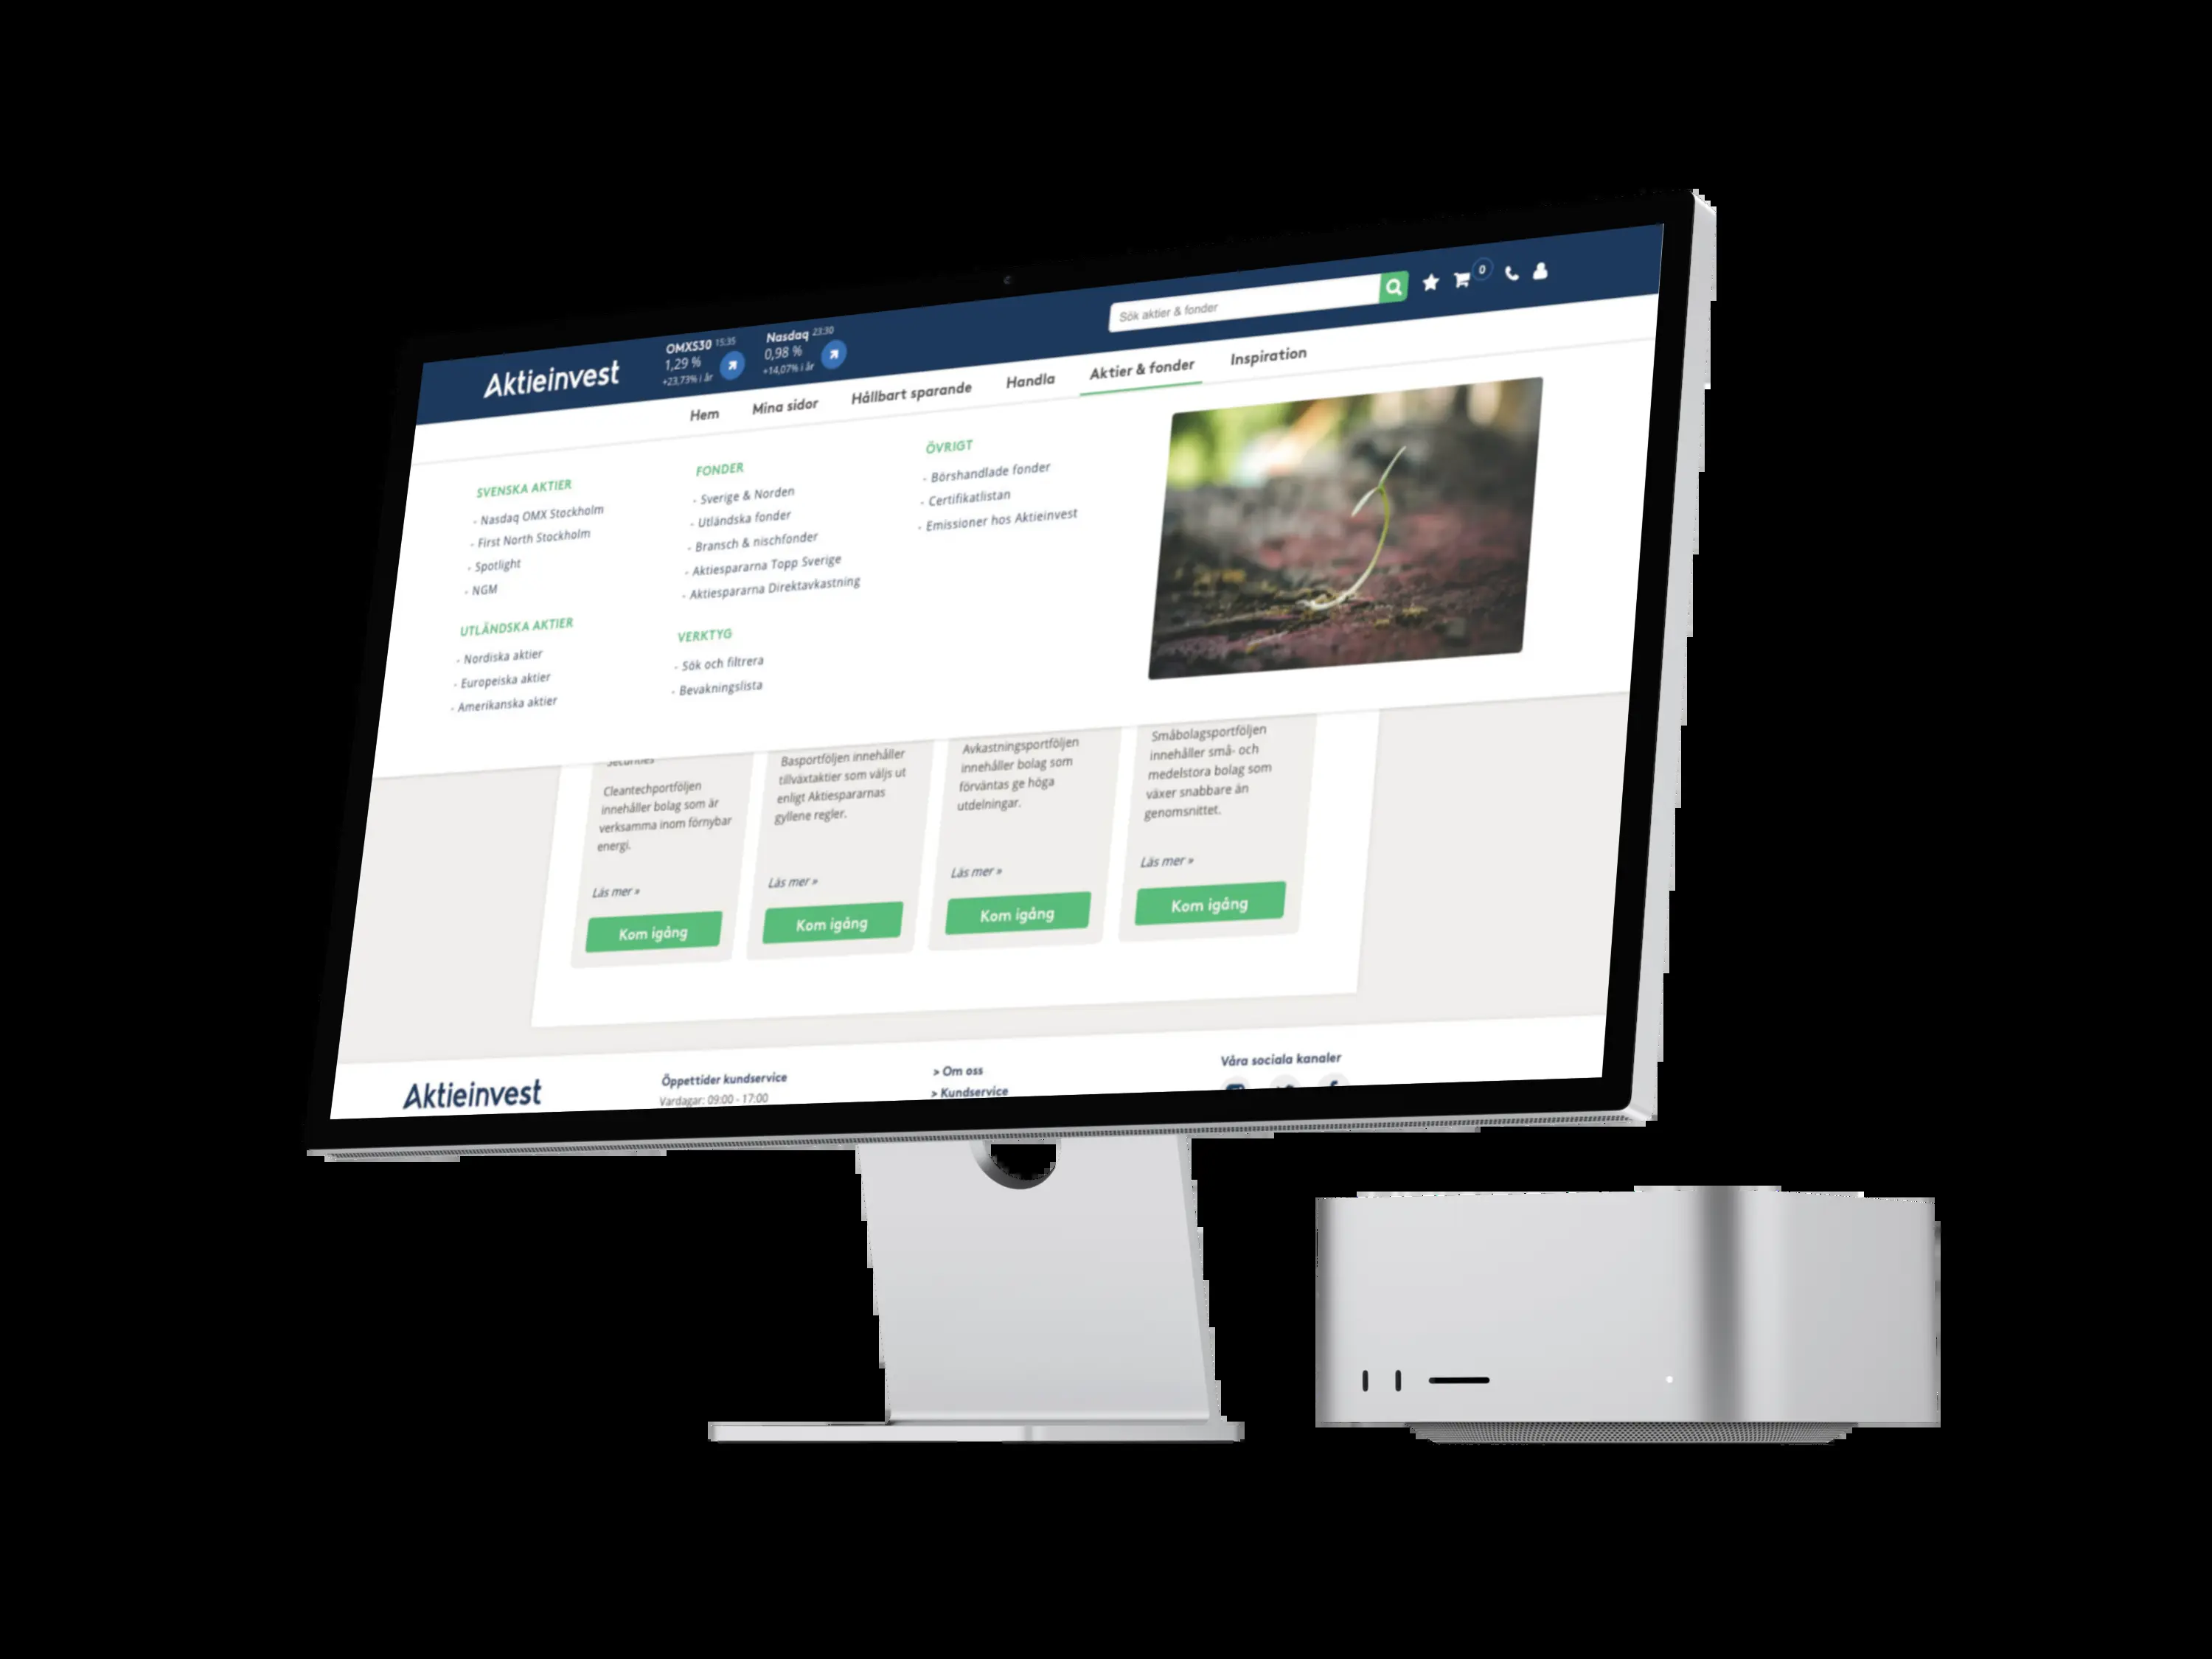 Aktieinvest
OMXS30 15:35
1,29 %
+23,73% i år
Nasdaq 23:30
0,98 %
+14,07% i år
Sök aktier & fonder
0
Hem
Mina sidor
Hållbart sparande
Handla
Aktier & fonder
Inspiration
SVENSKA AKTIER
- Nasdaq OMX Stockholm
- First North Stockholm
- Spotlight
- NGM
UTLÄNDSKA AKTIER
- Nordiska aktier
- Europeiska aktier
- Amerikanska aktier
FONDER
- Sverige & Norden
- Utländska fonder
- Bransch & nischfonder
- Aktiespararna Topp Sverige
- Aktiespararna Direktavkastning
VERKTYG
- Sök och filtrera
- Bevakningslista
ÖVRIGT
- Börshandlade fonder
- Certifikatlistan
- Emissioner hos Aktieinvest
Securities
Cleantechportföljen
innehåller bolag som är
verksamma inom förnybar
energi.
Läs mer »
Kom igång
Basportföljen innehåller
tillväxtaktier som väljs ut
enligt Aktiespararnas
gyllene regler.
Läs mer »
Kom igång
Avkastningsportföljen
innehåller bolag som
förväntas ge höga
utdelningar.
Läs mer »
Kom igång
Småbolagsportföljen
innehåller små- och
medelstora bolag som
växer snabbare än
genomsnittet.
Läs mer »
Kom igång
Aktieinvest
Öppettider kundservice
Vardagar: 09:00 - 17:00
> Om oss
> Kundservice
Våra sociala kanaler